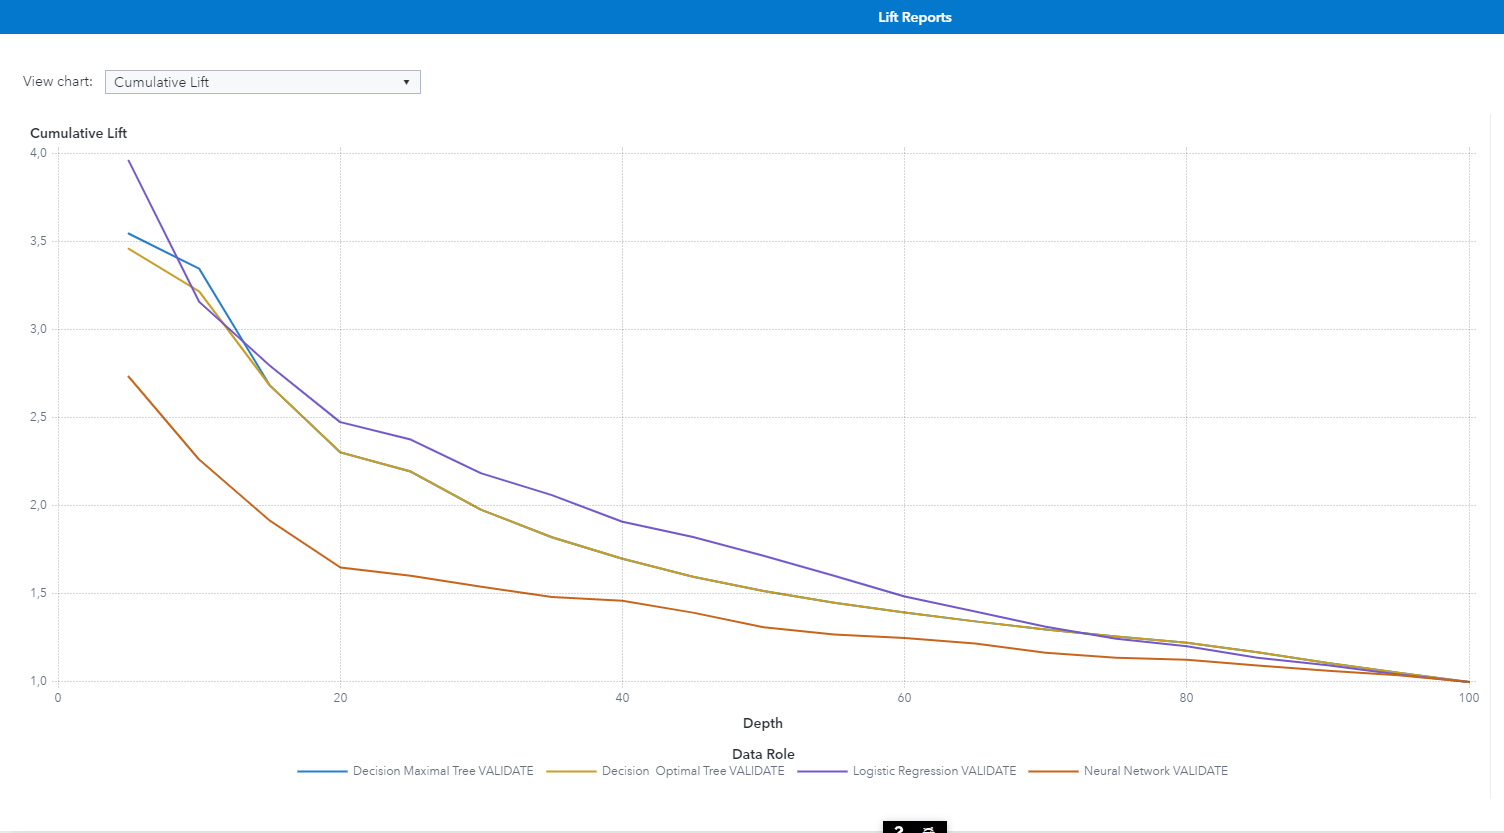 Lift Reports
View chart: Cumulative Lift
Cumulative Lift
4,0
3,5
3,0
2,5
2,0
1,5
1,0
0 20 40 60 80 100
Depth
Data Role
Decision Maximal Tree VALIDATE Decision  Optimal Tree VALIDATE Logistic Regression VALIDATE Neural Network VALIDATE